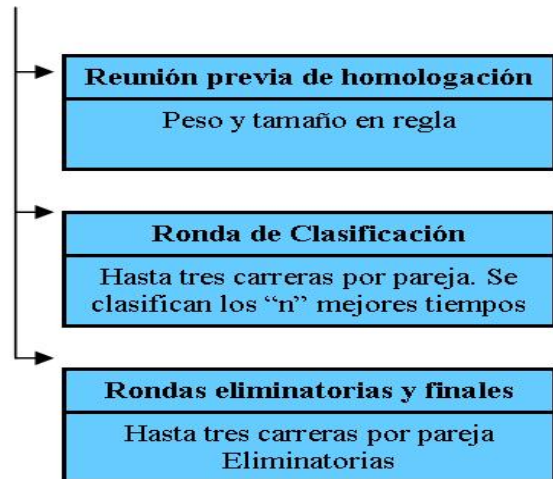 Reunión previa de homologación
Peso y tamaño en regla
Ronda de Clasificación
Hasta tres carreras por pareja. Se
clasifican los “n” mejores tiempos
Rondas eliminatorias y finales
Hasta tres carreras por pareja
Eliminatorias